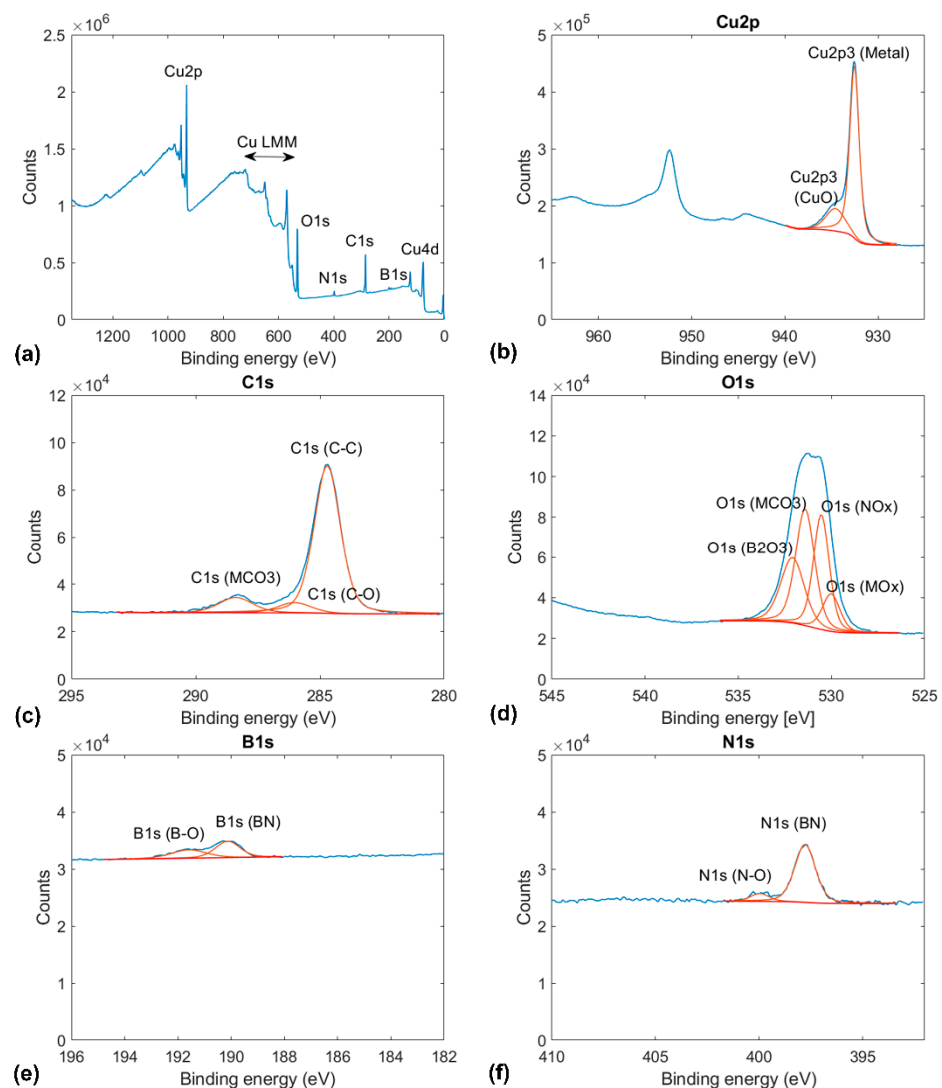 ×10^6
2.5
2
1.5
1
0.5
0
Counts
Cu2p
Cu LMM
O1s
C1s
N1s
B1s
Cu4d
1200 1000 800 600 400 200 0
Binding energy (eV)
(a)
Cu2p
×10^5
5
4
3
2
1
0
Counts
Cu2p3 (Metal)
Cu2p3
(CuO)
960 950 940 930
Binding energy (eV)
(b)
C1s
×10^4
12
10
8
6
4
2
0
Counts
C1s (C-C)
C1s (MCO3)
C1s (C-O)
295 290 285 280
Binding energy (eV)
(c)
O1s
×10^4
14
12
10
8
6
4
2
0
Counts
O1s (MCO3)
O1s (NOx)
O1s (B2O3)
O1s (MOx)
545 540 535 530 525
Binding energy [eV]
(d)
B1s
×10^4
5
4
3
2
1
0
Counts
B1s (B-O)
B1s (BN)
196 194 192 190 188 186 184 182
Binding energy (eV)
(e)
N1s
×10^4
5
4
3
2
1
0
Counts
N1s (BN)
N1s (N-O)
410 405 400 395
Binding energy (eV)
(f)